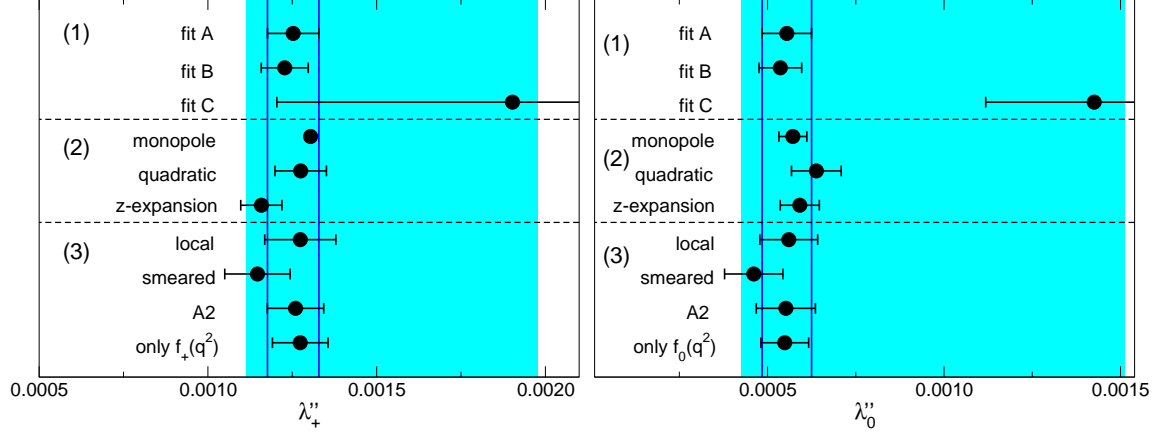 (1)
fit A
fit B
fit C
(2)
monopole
quadratic
z-expansion
(3)
local
smeared
A2
only f₊(q²)
0.0005
0.0010
0.0015
0.0020
λ₊''
(1)
fit A
fit B
fit C
(2)
monopole
quadratic
z-expansion
(3)
local
smeared
A2
only f₀(q²)
0.0005
0.0010
0.0015
λ₀''